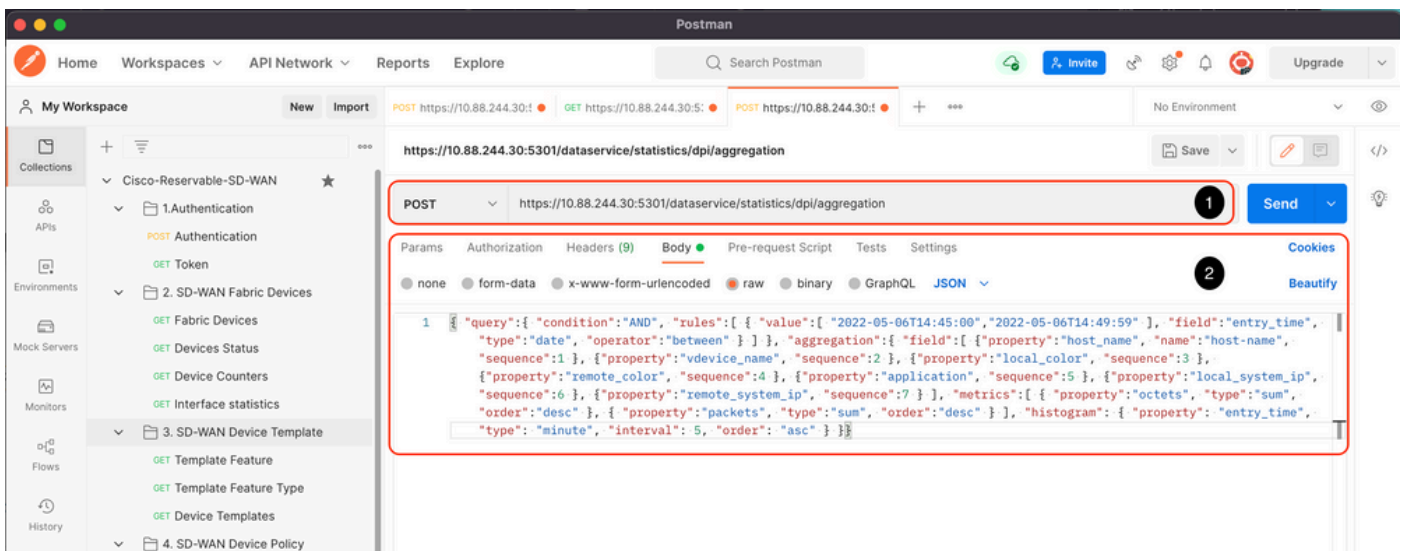 Postman
Home Workspaces API Network Reports Explore Search Postman Invite Upgrade
My Workspace New Import POST https://10.88.244.30:5 GET https://10.88.244.30:5: POST https://10.88.244.30:5 + ooo No Environment
Collections
APIs
Environments
Mock Servers
Monitors
Flows
History
+ ooo
Cisco-Reservable-SD-WAN
1.Authentication
POST Authentication
GET Token
2. SD-WAN Fabric Devices
GET Fabric Devices
GET Devices Status
GET Device Counters
GET Interface statistics
3. SD-WAN Device Template
GET Template Feature
GET Template Feature Type
GET Device Templates
4. SD-WAN Device Policy
https://10.88.244.30:5301/dataservice/statistics/dpi/aggregation Save </>
POST https://10.88.244.30:5301/dataservice/statistics/dpi/aggregation 1 Send
Params Authorization Headers (9) Body Pre-request Script Tests Settings Cookies
2
none form-data x-www-form-urlencoded raw binary GraphQL JSON Beautify
1 { "query":{ "condition":"AND", "rules":[ { "value":[ "2022-05-06T14:45:00","2022-05-06T14:49:59" ], "field":"entry_time",
"type":"date", "operator":"between" } ] }, "aggregation":{ "field":[ {"property":"host_name", "name":"host-name",
"sequence":1 }, {"property":"vdevice_name", "sequence":2 }, {"property":"local_color", "sequence":3 },
{"property":"remote_color", "sequence":4 }, {"property":"application", "sequence":5 }, {"property":"local_system_ip",
"sequence":6 }, {"property":"remote_system_ip", "sequence":7 } ], "metrics":[ { "property":"octets", "type":"sum",
"order":"desc" }, { "property":"packets", "type":"sum", "order":"desc" } ], "histogram": { "property": "entry_time",
"type": "minute", "interval": 5, "order": "asc" } }}